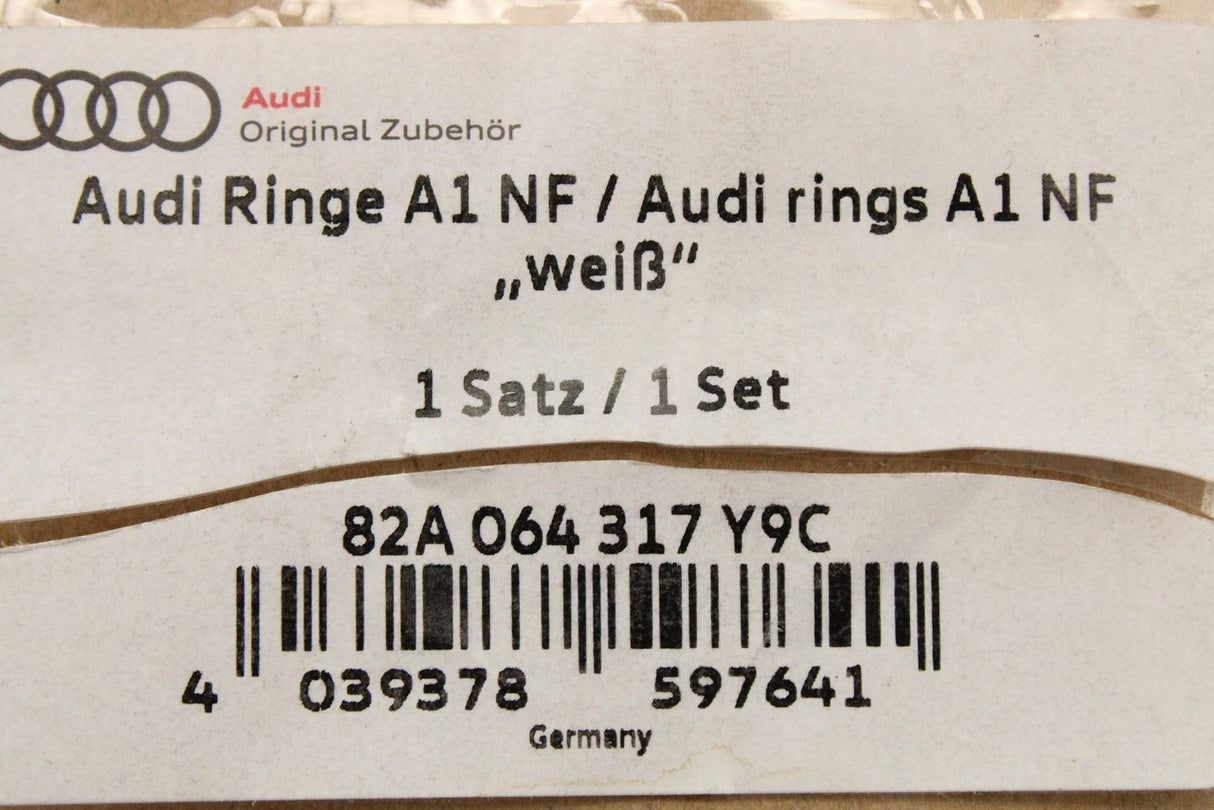 Audi
Original Zubehör
Audi Ringe A1 NF / Audi rings A1 NF
„weiß“
1 Satz / 1 Set
82A 064 317 Y9C
4 039378 597641
Germany